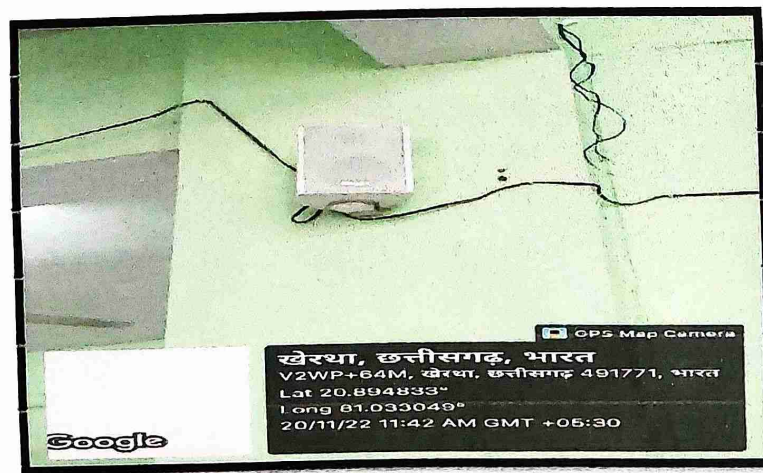 GPS Map Camera
खेरथा, छत्तीसगढ़, भारत
V2WP+64M, खेरथा, छत्तीसगढ़ 491771, भारत
Lat 20.894833°
Long 81.033049°
20/11/22 11:42 AM GMT +05:30
Google